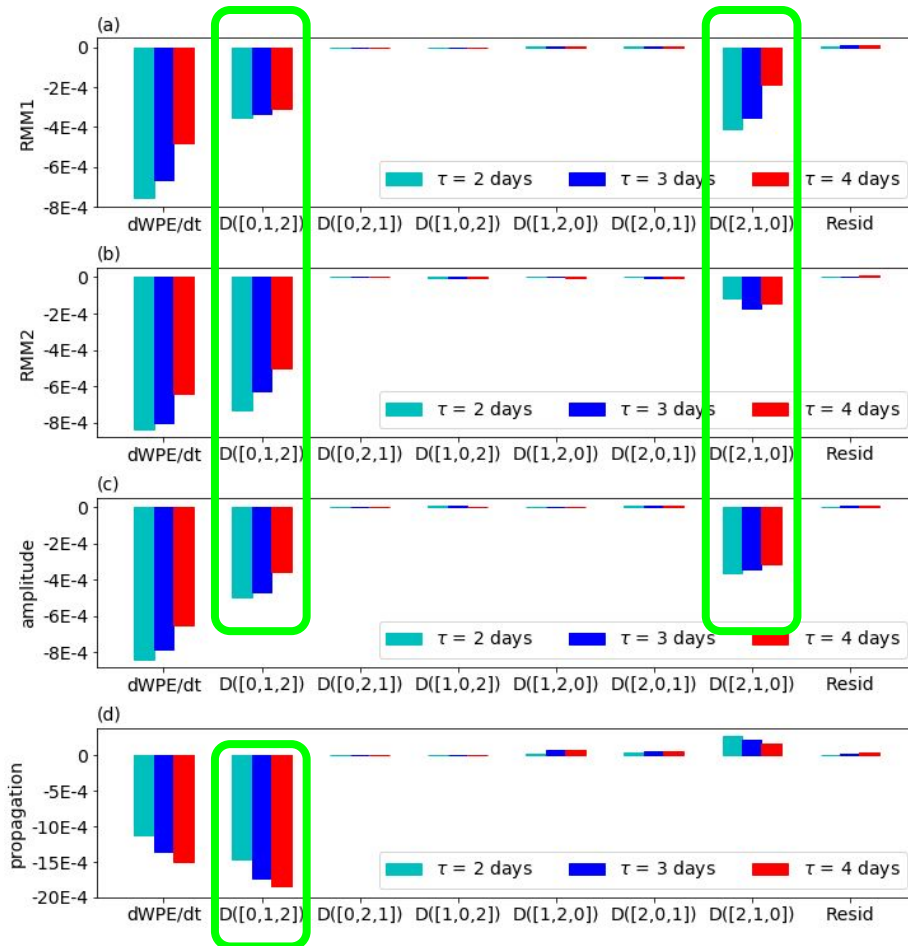 (a)
RMM1
0
-2E-4
-4E-4
-6E-4
-8E-4
τ = 2 days τ = 3 days τ = 4 days
dWPE/dt D([0,1,2]) D([0,2,1]) D([1,0,2]) D([1,2,0]) D([2,0,1]) D([2,1,0]) Resid
(b)
RMM2
0
-2E-4
-4E-4
-6E-4
-8E-4
τ = 2 days τ = 3 days τ = 4 days
dWPE/dt D([0,1,2]) D([0,2,1]) D([1,0,2]) D([1,2,0]) D([2,0,1]) D([2,1,0]) Resid
(c)
amplitude
0
-2E-4
-4E-4
-6E-4
-8E-4
τ = 2 days τ = 3 days τ = 4 days
dWPE/dt D([0,1,2]) D([0,2,1]) D([1,0,2]) D([1,2,0]) D([2,0,1]) D([2,1,0]) Resid
(d)
propagation
0
-5E-4
-10E-4
-15E-4
-20E-4
τ = 2 days τ = 3 days τ = 4 days
dWPE/dt D([0,1,2]) D([0,2,1]) D([1,0,2]) D([1,2,0]) D([2,0,1]) D([2,1,0]) Resid